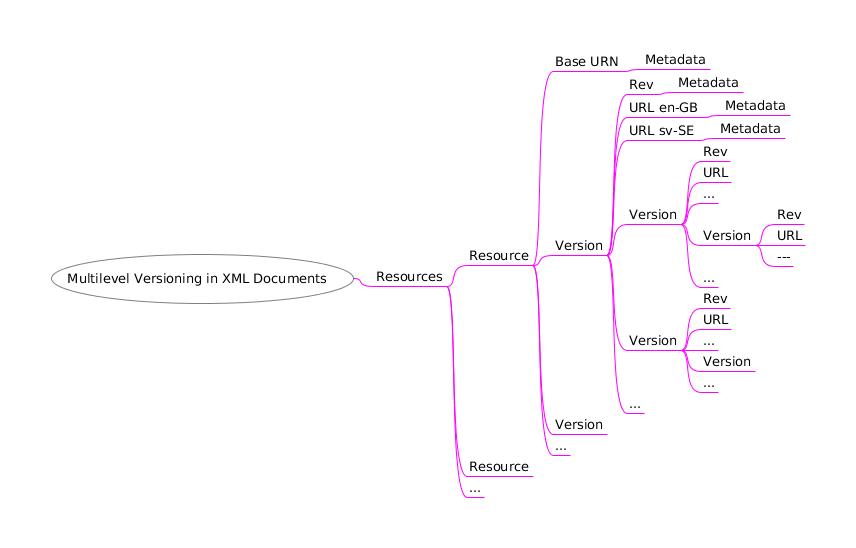 Multilevel Versioning in XML Documents
Resources
Resource
Base URN
Metadata
Version
Rev
Metadata
URL en-GB
Metadata
URL sv-SE
Metadata
Version
Rev
URL
...
Version
Rev
URL
---
...
Version
Rev
URL
...
Version
...
...
Version
...
Resource
...